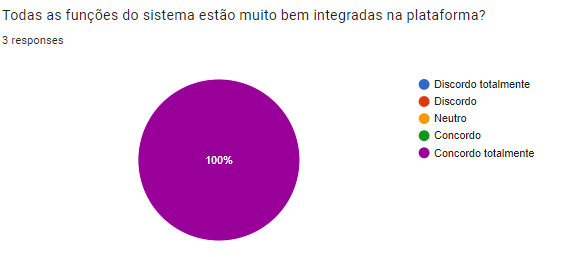 Todas as funções do sistema estão muito bem integradas na plataforma?
3 responses
100%
Discordo totalmente
Discordo
Neutro
Concordo
Concordo totalmente